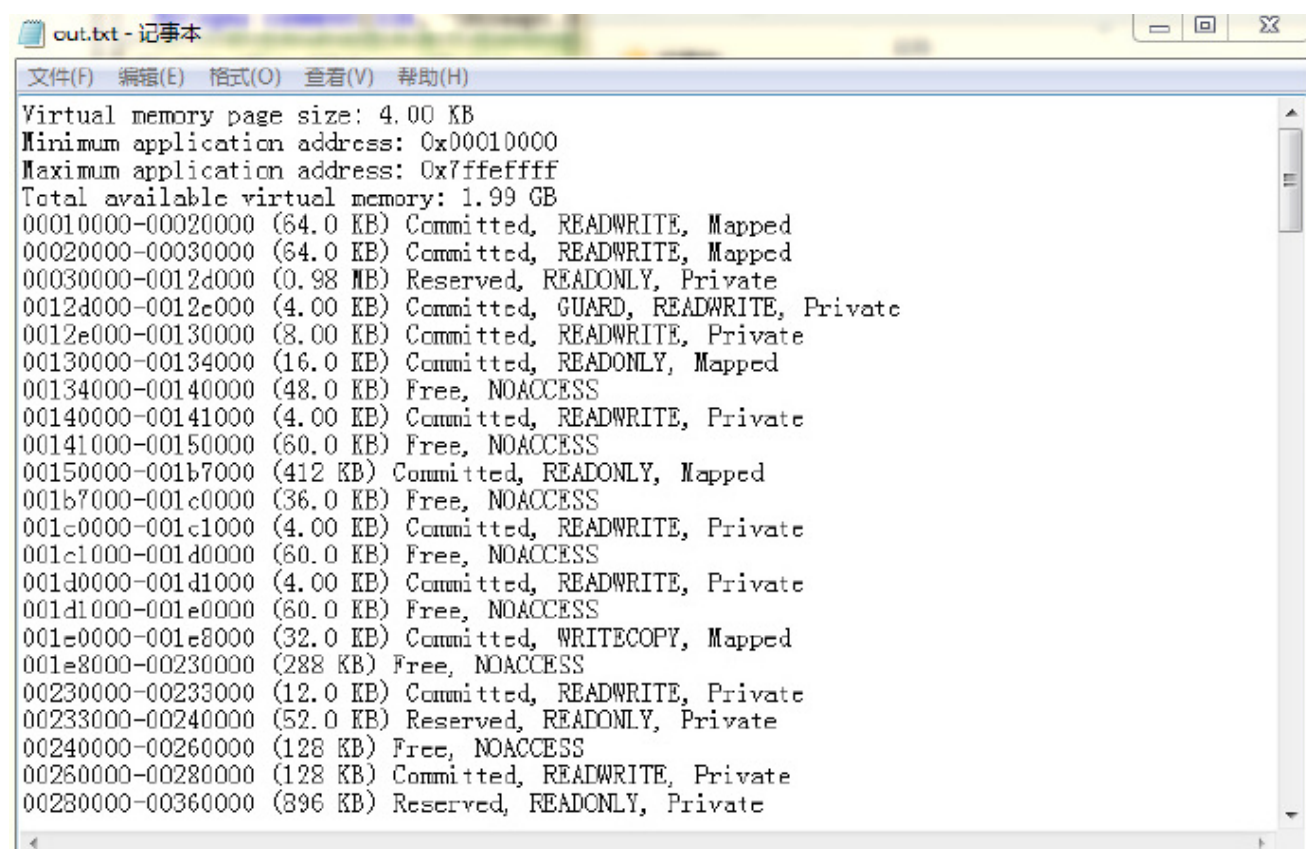 out.txt - 记事本
文件(F) 编辑(E) 格式(O) 查看(V) 帮助(H)
Virtual memory page size: 4.00 KB
Minimum application address: 0x00010000
Maximum application address: 0x7ffeffff
Total available virtual memory: 1.99 GB
00010000-00020000 (64.0 KB) Committed, READWRITE, Mapped
00020000-00030000 (64.0 KB) Committed, READWRITE, Mapped
00030000-0012d000 (0.98 MB) Reserved, READONLY, Private
0012d000-0012e000 (4.00 KB) Committed, GUARD, READWRITE, Private
0012e000-00130000 (8.00 KB) Committed, READWRITE, Private
00130000-00134000 (16.0 KB) Committed, READONLY, Mapped
00134000-00140000 (48.0 KB) Free, NOACCESS
00140000-00141000 (4.00 KB) Committed, READWRITE, Private
00141000-00150000 (60.0 KB) Free, NOACCESS
00150000-001b7000 (412 KB) Committed, READONLY, Mapped
001b7000-001c0000 (36.0 KB) Free, NOACCESS
001c0000-001c1000 (4.00 KB) Committed, READWRITE, Private
001c1000-001d0000 (60.0 KB) Free, NOACCESS
001d0000-001d1000 (4.00 KB) Committed, READWRITE, Private
001d1000-001e0000 (60.0 KB) Free, NOACCESS
001e0000-001e8000 (32.0 KB) Committed, WRITECOPY, Mapped
001e8000-00230000 (288 KB) Free, NOACCESS
00230000-00233000 (12.0 KB) Committed, READWRITE, Private
00233000-00240000 (52.0 KB) Reserved, READONLY, Private
00240000-00260000 (128 KB) Free, NOACCESS
00260000-00280000 (128 KB) Committed, READWRITE, Private
00280000-00360000 (896 KB) Reserved, READONLY, Private